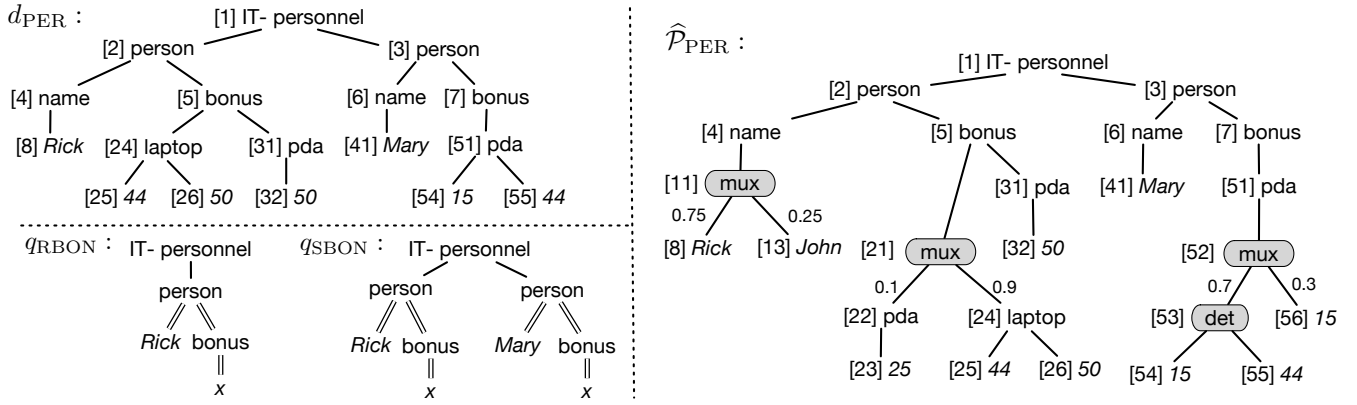 d_PER :
[1] IT- personnel
[2] person [3] person
[4] name [5] bonus [6] name [7] bonus
[8] Rick [24] laptop [31] pda [41] Mary [51] pda
[25] 44 [26] 50 [32] 50 [54] 15 [55] 44
q_RBON : IT- personnel
person
Rick bonus
x
q_SBON : IT- personnel
person person
Rick bonus Mary bonus
x x
P̂_PER :
[1] IT- personnel
[2] person [3] person
[4] name [5] bonus [6] name [7] bonus
[11] mux [31] pda [41] Mary [51] pda
0.75 0.25
[8] Rick [13] John [21] mux [32] 50 [52] mux
0.1 0.9 0.7 0.3
[22] pda [24] laptop [53] det [56] 15
[23] 25 [25] 44 [26] 50 [54] 15 [55] 44